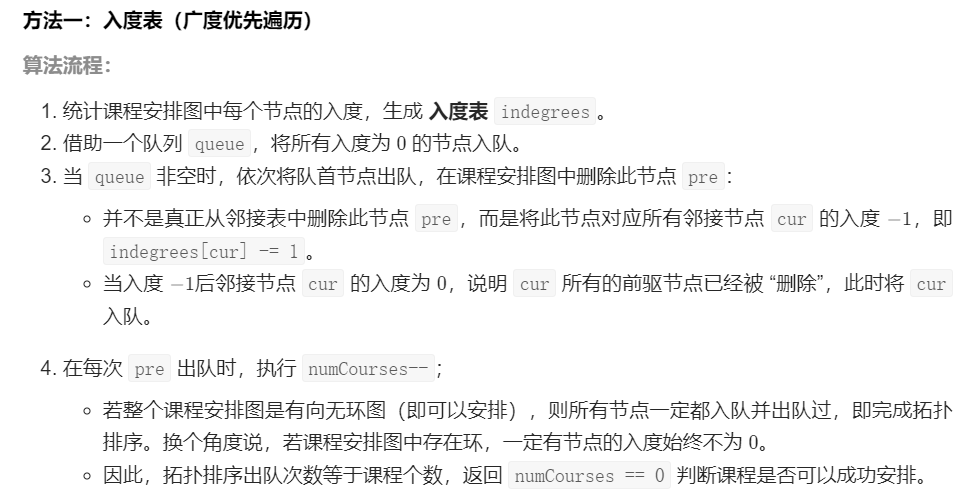 方法一：入度表（广度优先遍历）
算法流程：
1. 统计课程安排图中每个节点的入度，生成 入度表 indegrees。
2. 借助一个队列 queue，将所有入度为 0 的节点入队。
3. 当 queue 非空时，依次将队首节点出队，在课程安排图中删除此节点 pre：
并不是真正从邻接表中删除此节点 pre，而是将此节点对应所有邻接节点 cur 的入度 −1，即
indegrees[cur] -= 1。
当入度 −1后邻接节点 cur 的入度为 0，说明 cur 所有的前驱节点已经被 “删除”，此时将 cur
入队。
4. 在每次 pre 出队时，执行 numCourses--；
若整个课程安排图是有向无环图（即可以安排），则所有节点一定都入队并出队过，即完成拓扑
排序。换个角度说，若课程安排图中存在环，一定有节点的入度始终不为 0。
因此，拓扑排序出队次数等于课程个数，返回 numCourses == 0 判断课程是否可以成功安排。